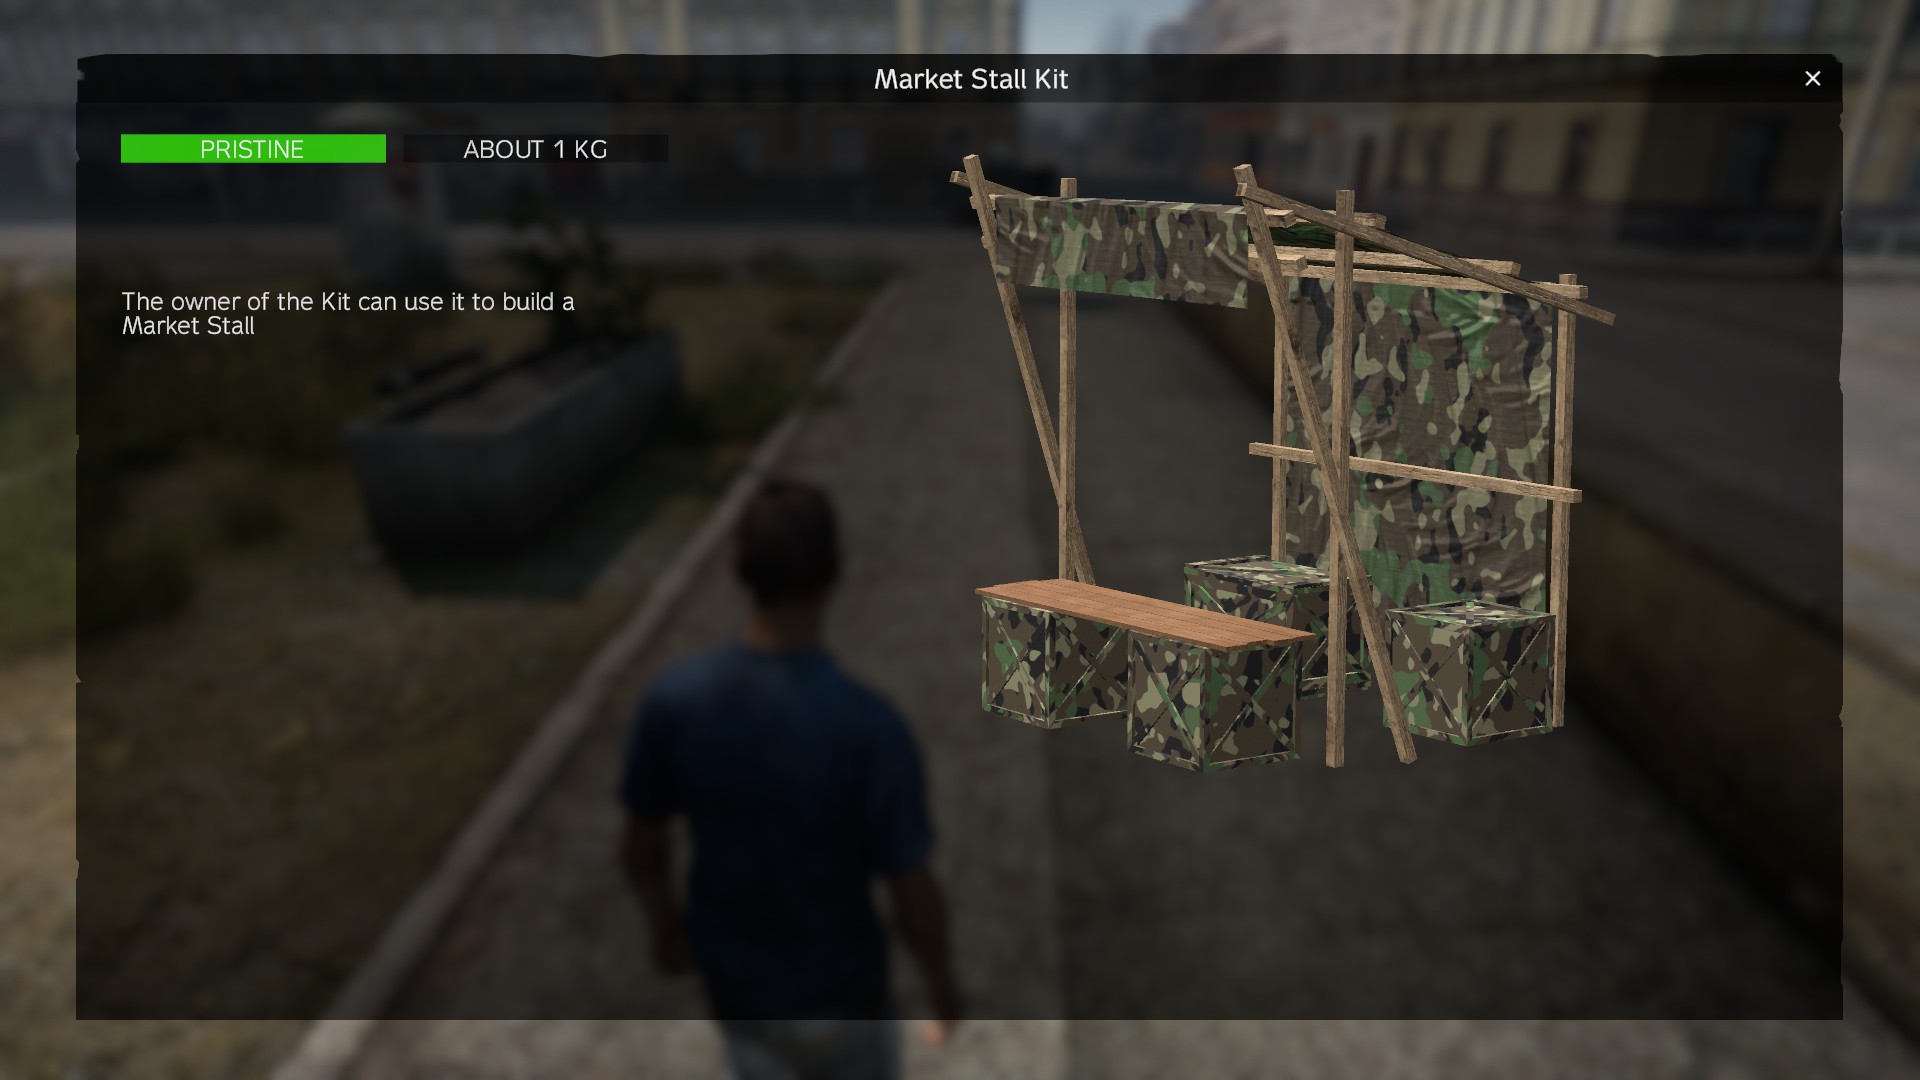 Market Stall Kit
PRISTINE
ABOUT 1 KG
The owner of the Kit can use it to build a
Market Stall